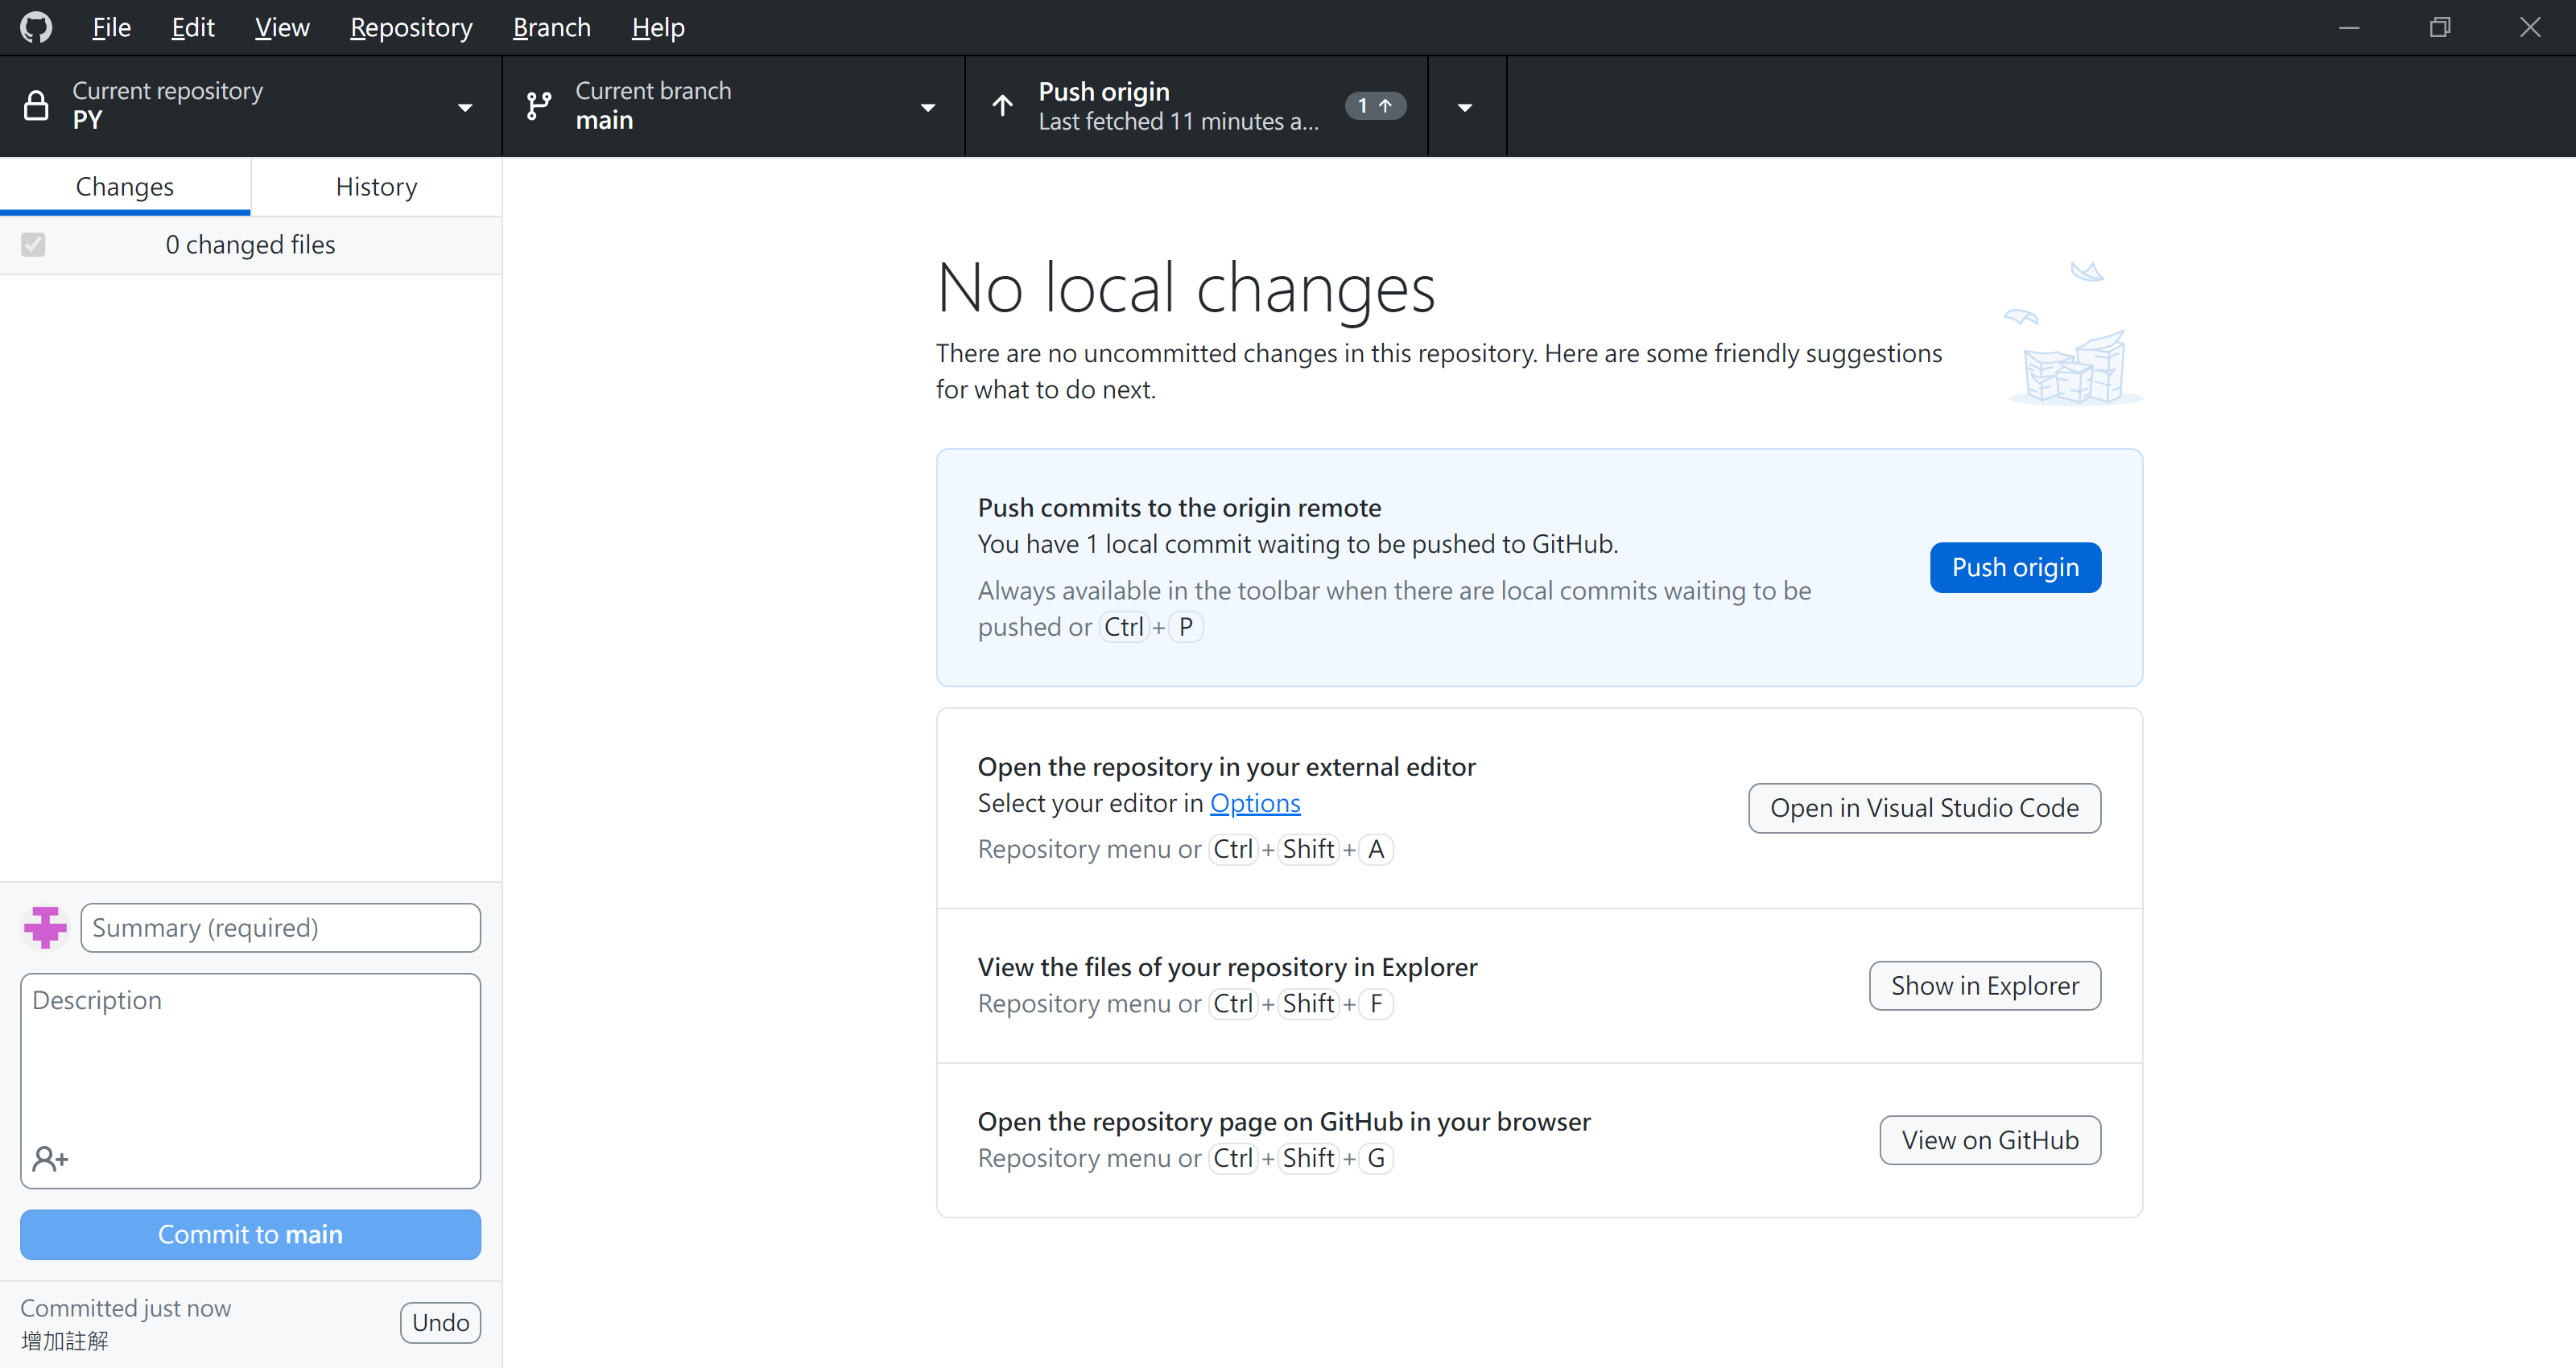 File Edit View Repository Branch Help
Current repository
PY
Current branch
main
Push origin
Last fetched 11 minutes a...
1
Changes
History
0 changed files
No local changes
There are no uncommitted changes in this repository. Here are some friendly suggestions
for what to do next.
Push commits to the origin remote
You have 1 local commit waiting to be pushed to GitHub.
Always available in the toolbar when there are local commits waiting to be
pushed or Ctrl + P
Push origin
Open the repository in your external editor
Select your editor in Options
Repository menu or Ctrl + Shift + A
Open in Visual Studio Code
View the files of your repository in Explorer
Repository menu or Ctrl + Shift + F
Show in Explorer
Open the repository page on GitHub in your browser
Repository menu or Ctrl + Shift + G
View on GitHub
Summary (required)
Description
Commit to main
Committed just now
增加註解
Undo